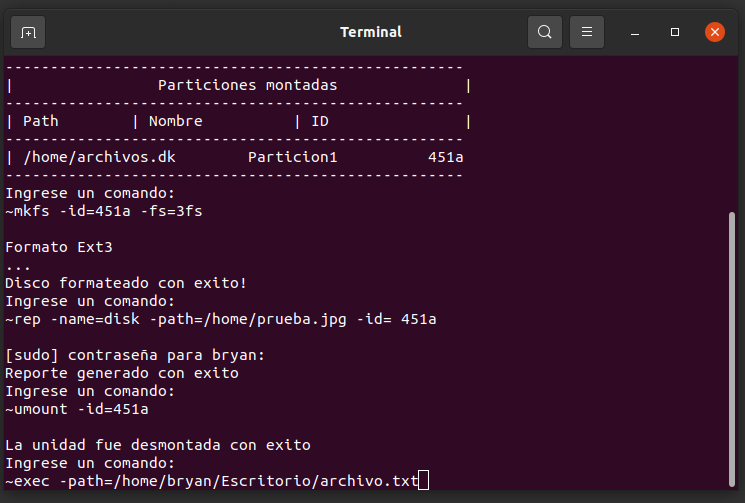 Terminal
---------------------------------------------------
|                Particiones montadas              |
---------------------------------------------------
| Path        | Nombre          | ID               |
---------------------------------------------------
| /home/archivos.dk        Particion1          451a
---------------------------------------------------
Ingrese un comando:
~mkfs -id=451a -fs=3fs
Formato Ext3
...
Disco formateado con exito!
Ingrese un comando:
~rep -name=disk -path=/home/prueba.jpg -id= 451a
[sudo] contraseña para bryan:
Reporte generado con exito
Ingrese un comando:
~umount -id=451a
La unidad fue desmontada con exito
Ingrese un comando:
~exec -path=/home/bryan/Escritorio/archivo.txt